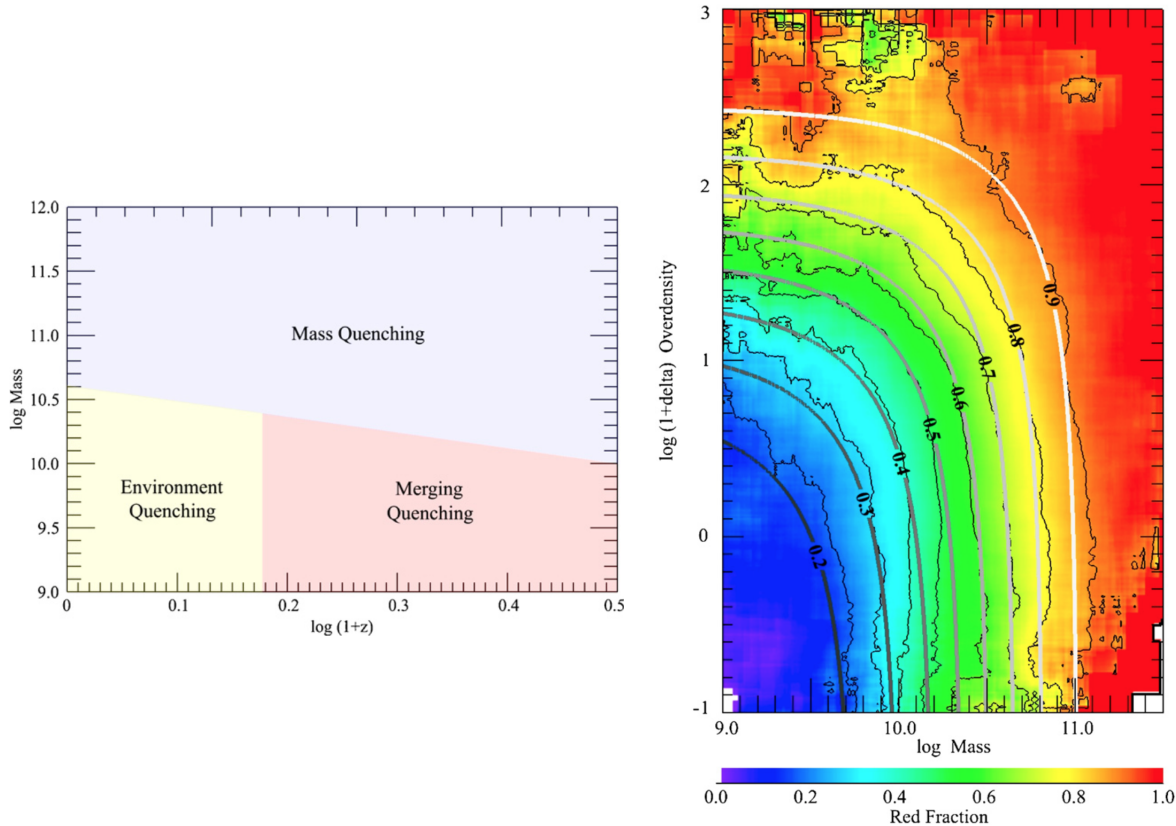 12.0
11.5
11.0
10.5
10.0
9.5
9.0
log Mass
Mass Quenching
Environment
Quenching
Merging
Quenching
0 0.1 0.2 0.3 0.4 0.5
log (1+z)
3
2
1
0
-1
log (1+delta) Overdensity
0.9
0.8
0.7
0.6
0.5
0.4
0.3
0.2
9.0 10.0 11.0
log Mass
0.0 0.2 0.4 0.6 0.8 1.0
Red Fraction